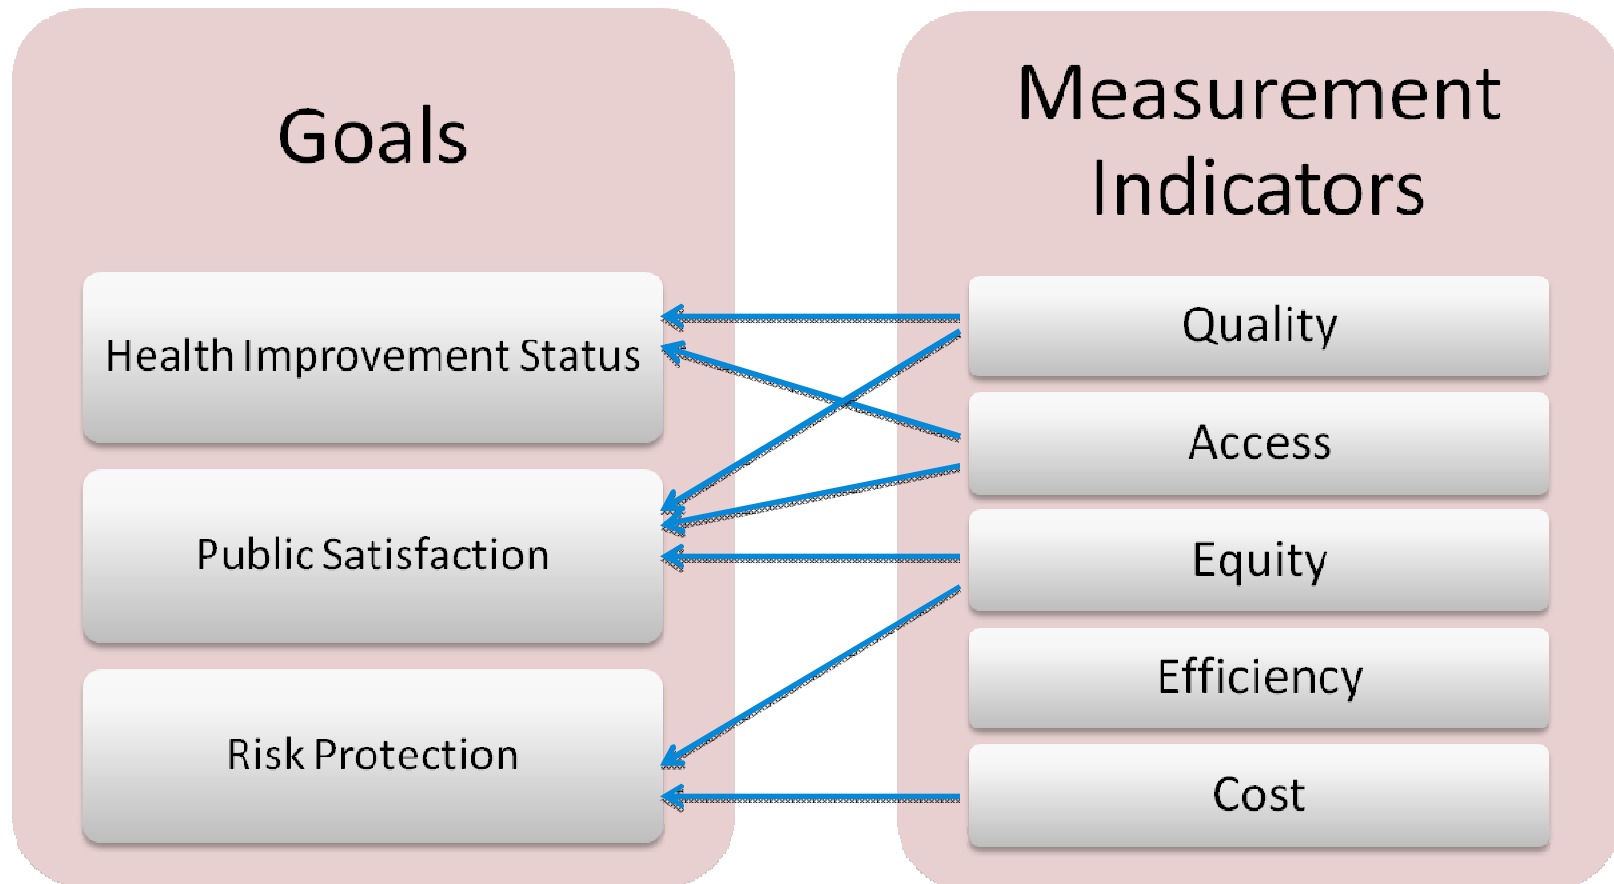 Goals
Health Improvement Status
Public Satisfaction
Risk Protection
Measurement
Indicators
Quality
Access
Equity
Efficiency
Cost